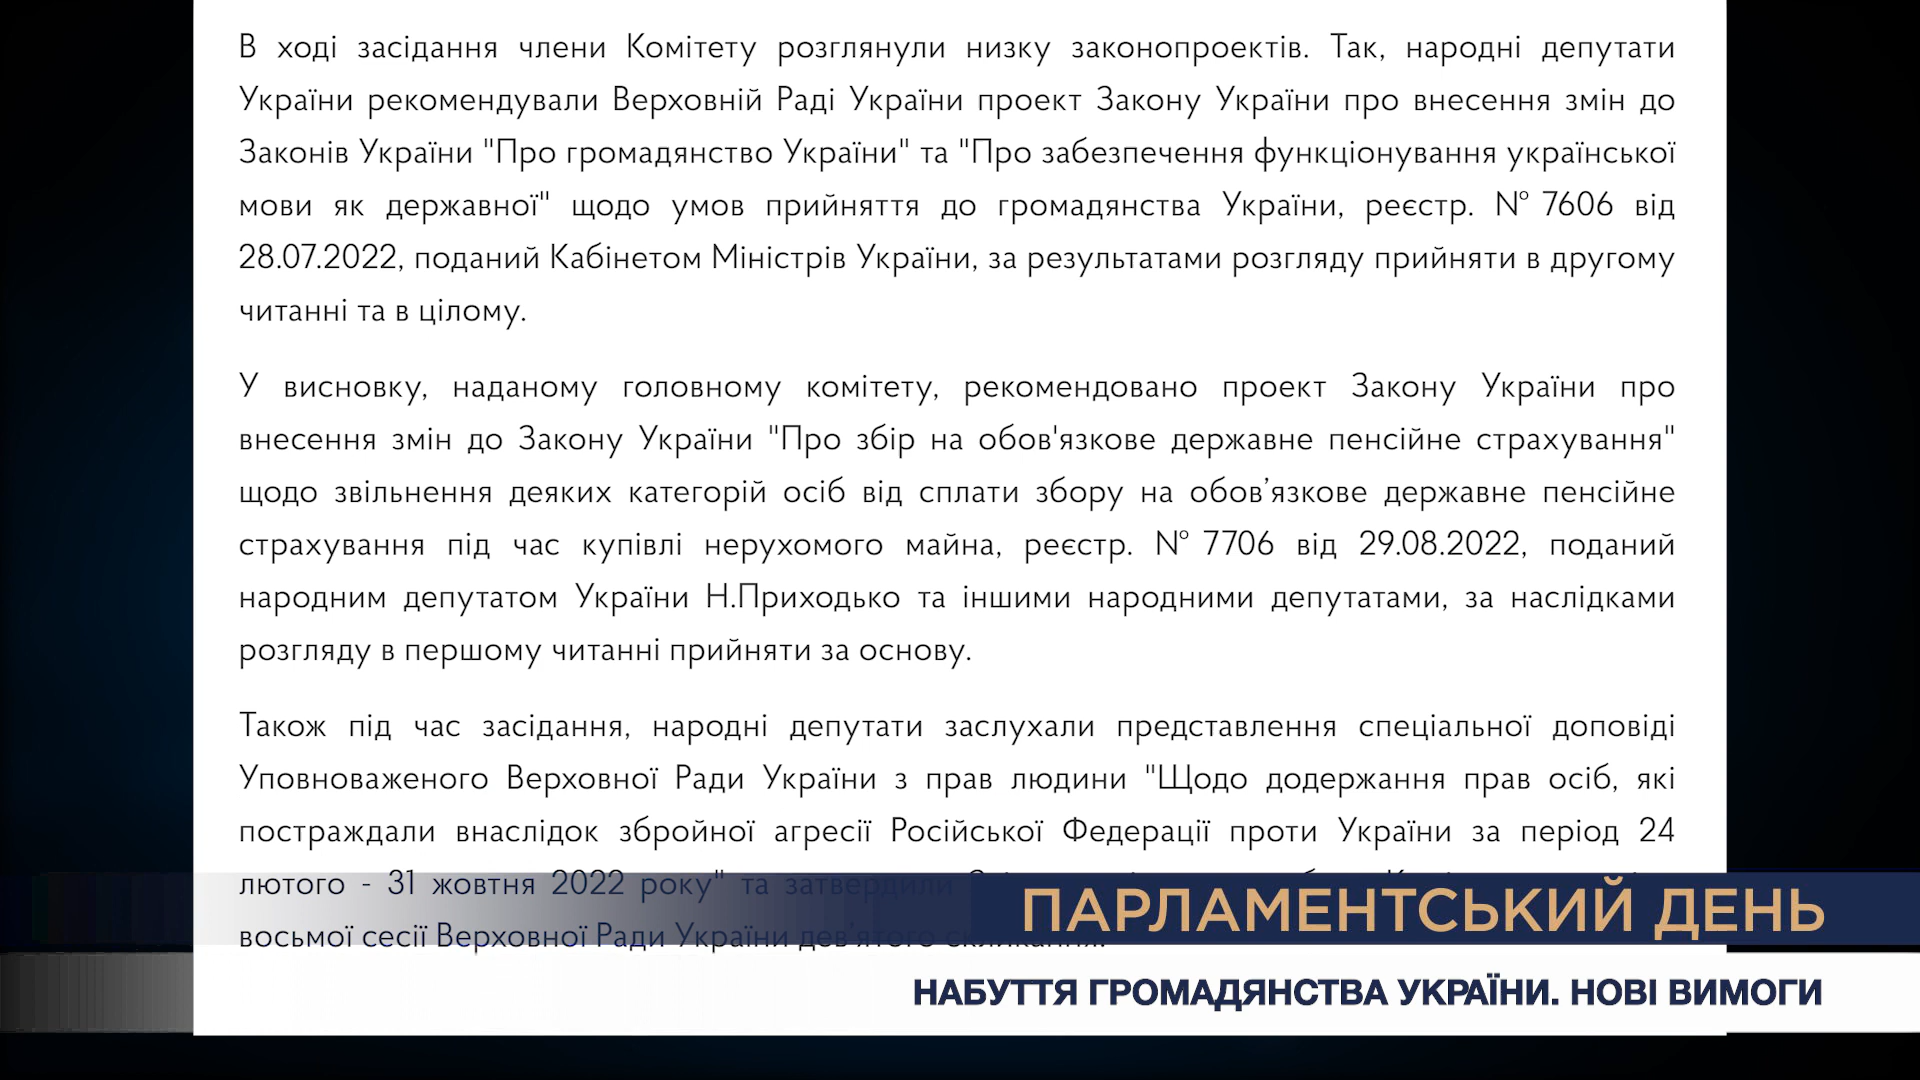 В ході засідання члени Комітету розглянули низку законопроектів. Так, народні депутати
України рекомендували Верховній Раді України проект Закону України про внесення змін до
Законів України "Про громадянство України" та "Про забезпечення функціонування української
мови як державної" щодо умов прийняття до громадянства України, реєстр. № 7606 від
28.07.2022, поданий Кабінетом Міністрів України, за результатами розгляду прийняти в другому
читанні та в цілому.
У висновку, наданому головному комітету, рекомендовано проект Закону України про
внесення змін до Закону України "Про збір на обов'язкове державне пенсійне страхування"
щодо звільнення деяких категорій осіб від сплати збору на обов’язкове державне пенсійне
страхування під час купівлі нерухомого майна, реєстр. № 7706 від 29.08.2022, поданий
народним депутатом України Н.Приходько та іншими народними депутатами, за наслідками
розгляду в першому читанні прийняти за основу.
Також під час засідання, народні депутати заслухали представлення спеціальної доповіді
Уповноваженого Верховної Ради України з прав людини "Щодо додержання прав осіб, які
постраждали внаслідок збройної агресії Російської Федерації проти України за період 24
лютого - 31 жовтня 2022 року" та затвердили
восьмої сесії Верховної Ради України дев'ятого скликання.
ПАРЛАМЕНТСЬКИЙ ДЕНЬ
НАБУТТЯ ГРОМАДЯНСТВА УКРАЇНИ. НОВІ ВИМОГИ